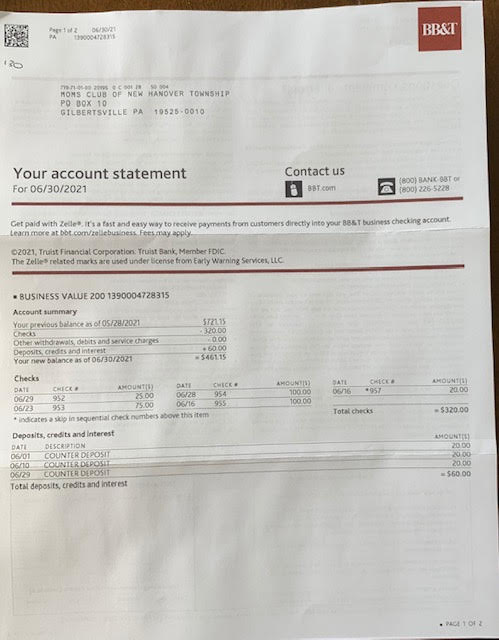 Page 1 of 2 06/30/21
PA 1390004728315
BB&T
MOMS CLUB OF NEW HANOVER TOWNSHIP
PO BOX 10
GILBERTSVILLE PA 19525-0010
Your account statement
For 06/30/2021
Contact us
BBT.com
(800) BANK-BBT or
(800) 226-5228
Get paid with Zelle®. It's a fast and easy way to receive payments from customers directly into your BB&T business checking account.
Learn more at bbt.com/zellebusiness. Fees may apply.
©2021, Truist Financial Corporation. Truist Bank, Member FDIC.
The Zelle® related marks are used under license from Early Warning Services, LLC.
▪ BUSINESS VALUE 200 1390004728315
Account summary
Your previous balance as of 05/28/2021 $721.15
Checks - 320.00
Other withdrawals, debits and service charges - 0.00
Deposits, credits and interest + 60.00
Your new balance as of 06/30/2021 = $461.15
Checks
DATE CHECK # AMOUNT($) DATE CHECK # AMOUNT($) DATE CHECK # AMOUNT($)
06/29 952 25.00 06/28 954 100.00 06/16 *957 20.00
06/23 953 75.00 06/16 955 100.00
* indicates a skip in sequential check numbers above this item Total checks = $320.00
Deposits, credits and interest
DATE DESCRIPTION AMOUNT($)
06/01 COUNTER DEPOSIT 20.00
06/10 COUNTER DEPOSIT 20.00
06/29 COUNTER DEPOSIT 20.00
Total deposits, credits and interest = $60.00
▪ PAGE 1 OF 2